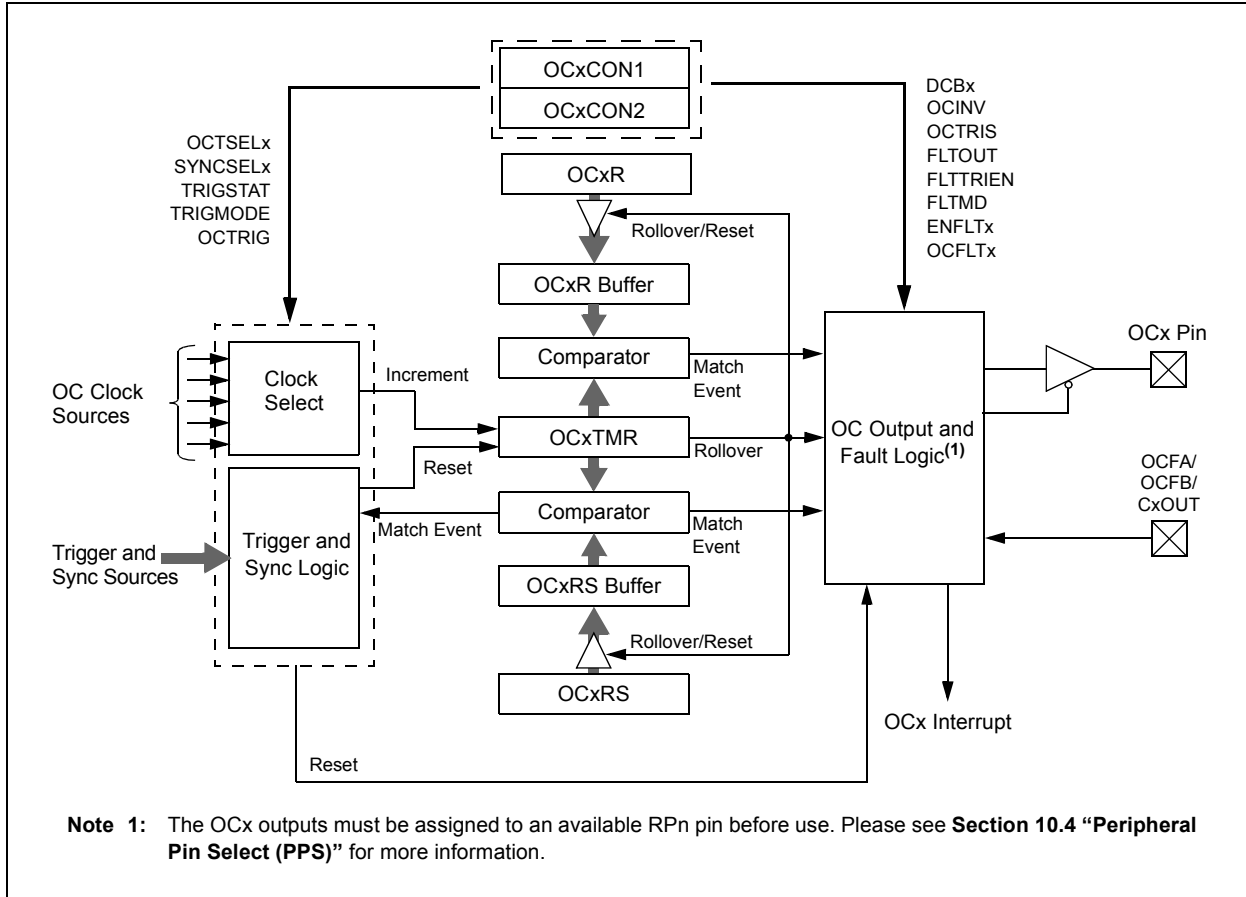 OCxCON1
OCxCON2
OCTSELx
SYNCSELx
TRIGSTAT
TRIGMODE
OCTRIG
DCBx
OCINV
OCTRIS
FLTOUT
FLTTRIEN
FLTMD
ENFLTx
OCFLTx
OCxR
Rollover/Reset
OCxR Buffer
Comparator
Match
Event
OC Clock
Sources
Clock
Select
Increment
OCxTMR
Rollover
Reset
OC Output and
Fault Logic(1)
OCx Pin
OCFA/
OCFB/
CxOUT
Comparator
Match Event
Match
Event
Trigger and
Sync Sources
Trigger and
Sync Logic
OCxRS Buffer
Rollover/Reset
OCxRS
OCx Interrupt
Reset
Note 1: The OCx outputs must be assigned to an available RPn pin before use. Please see Section 10.4 “Peripheral
Pin Select (PPS)” for more information.